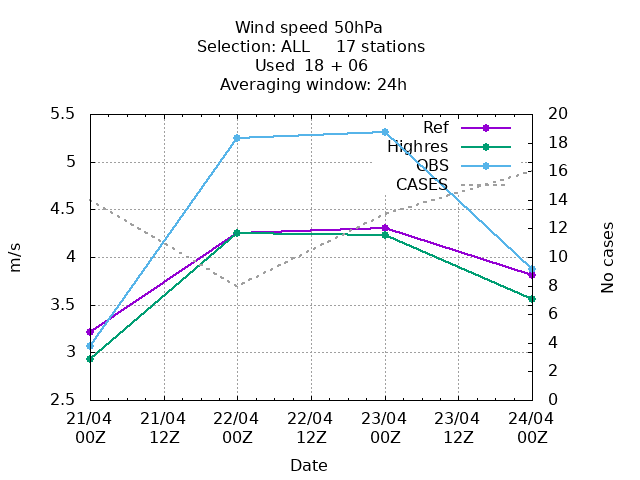 Wind speed 50hPa
Selection: ALL 17 stations
Used 18 + 06
Averaging window: 24h
5.5
5
4.5
4
3.5
3
2.5
m/s
20
18
16
14
12
10
8
6
4
2
0
No cases
Ref
Highres
OBS
CASES
21/04 21/04 22/04 22/04 23/04 23/04 24/04
00Z 12Z 00Z 12Z 00Z 12Z 00Z
Date